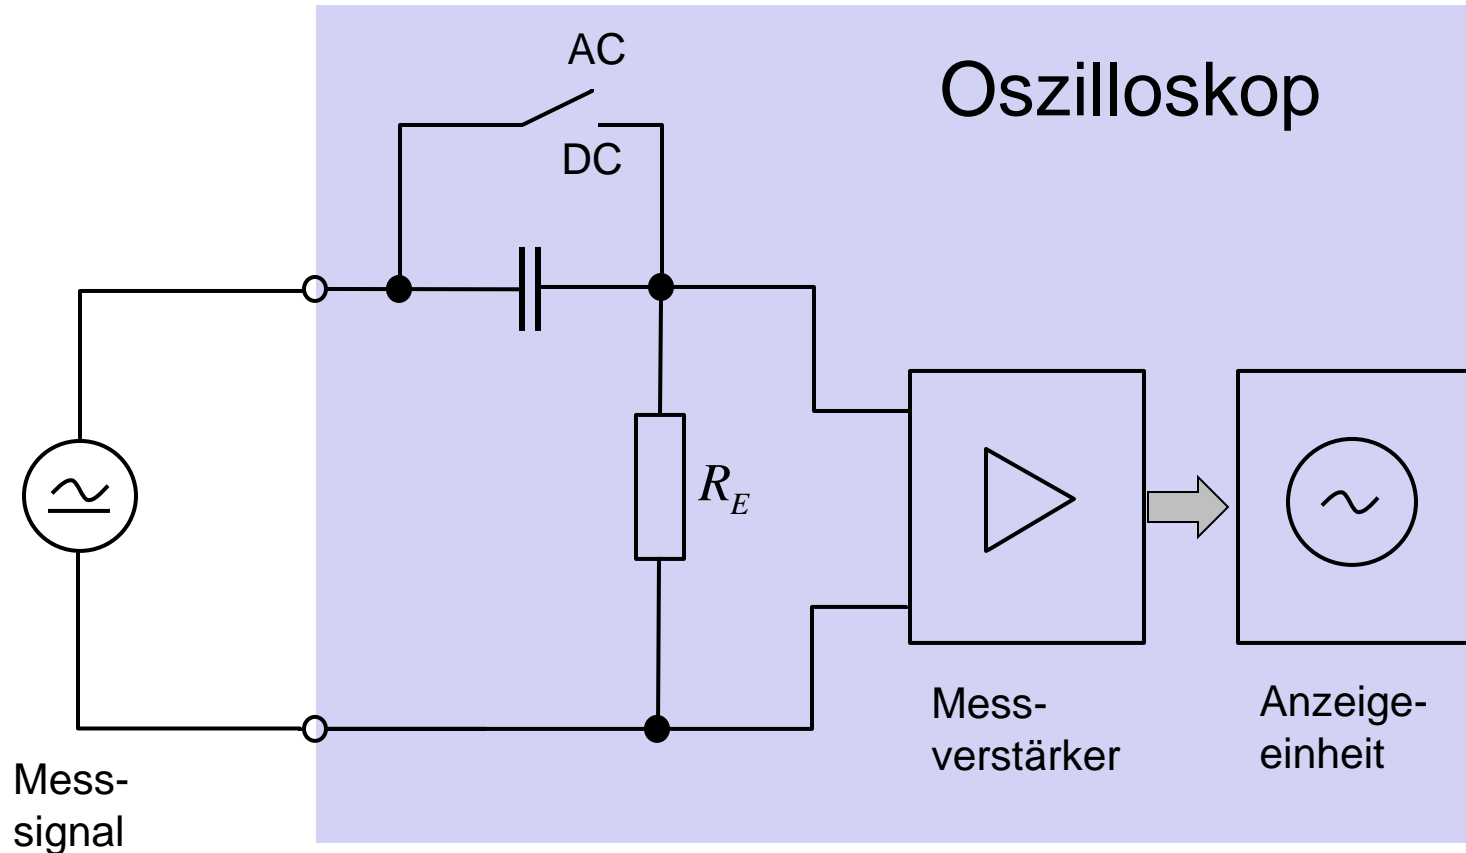 AC
Oszilloskop
DC
R_E
Mess-
verstärker
Anzeige-
einheit
Mess-
signal